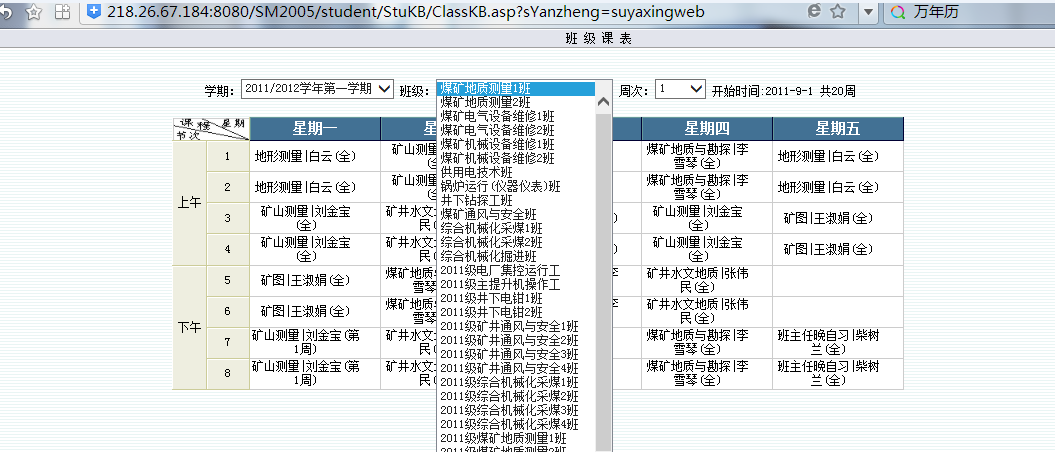 218.26.67.184:8080/SM2005/student/StuKB/ClassKB.asp?sYanzheng=suyaxingweb 万年历
班级课表
学期: 2011/2012学年第一学期 班级: 煤矿地质测量1班 周次: 1 开始时间:2011-9-1 共20周
煤矿地质测量2班
煤矿电气设备维修1班
煤矿电气设备维修2班
煤矿机械设备维修1班
煤矿机械设备维修2班
供用电技术班
锅炉运行(仪器仪表)班
井下钻探工班
煤矿通风与安全班
综合机械化采煤1班
综合机械化采煤2班
综合机械化掘进班
2011级电厂集控运行工
2011级主提升机操作工
2011级井下电钳1班
2011级井下电钳2班
2011级矿井通风与安全1班
2011级矿井通风与安全2班
2011级矿井通风与安全3班
2011级矿井通风与安全4班
2011级综合机械化采煤1班
2011级综合机械化采煤2班
2011级综合机械化采煤3班
2011级综合机械化采煤4班
2011级煤矿地质测量1班
2011级煤矿地质测量2班
课程 星期 节次 星期一 星期四 星期五
上午
1 地形测量|白云(全) 矿山测量 煤矿地质与勘探|李
雪琴(全) 地形测量|白云(全)
2 地形测量|白云(全) 矿山测量 煤矿地质与勘探|李
雪琴(全) 地形测量|白云(全)
3 矿山测量|刘金宝 矿井水文 矿山测量|刘金宝 矿图|王淑娟(全)
(全) 民( (全)
4 矿山测量|刘金宝 矿井水文 矿山测量|刘金宝 矿图|王淑娟(全)
(全) 民( (全)
下午
5 矿图|王淑娟(全) 煤矿地质 矿井水文地质|张伟
雪琴 民(全)
6 矿图|王淑娟(全) 煤矿地质 矿井水文地质|张伟
雪琴 民(全)
7 矿山测量|刘金宝(第 矿井水文 煤矿地质与勘探|李 班主任晚自习|柴树
1周) 民( 雪琴(全) 兰(全)
8 矿山测量|刘金宝(第 矿井水文 煤矿地质与勘探|李 班主任晚自习|柴树
1周) 民( 雪琴(全) 兰(全)